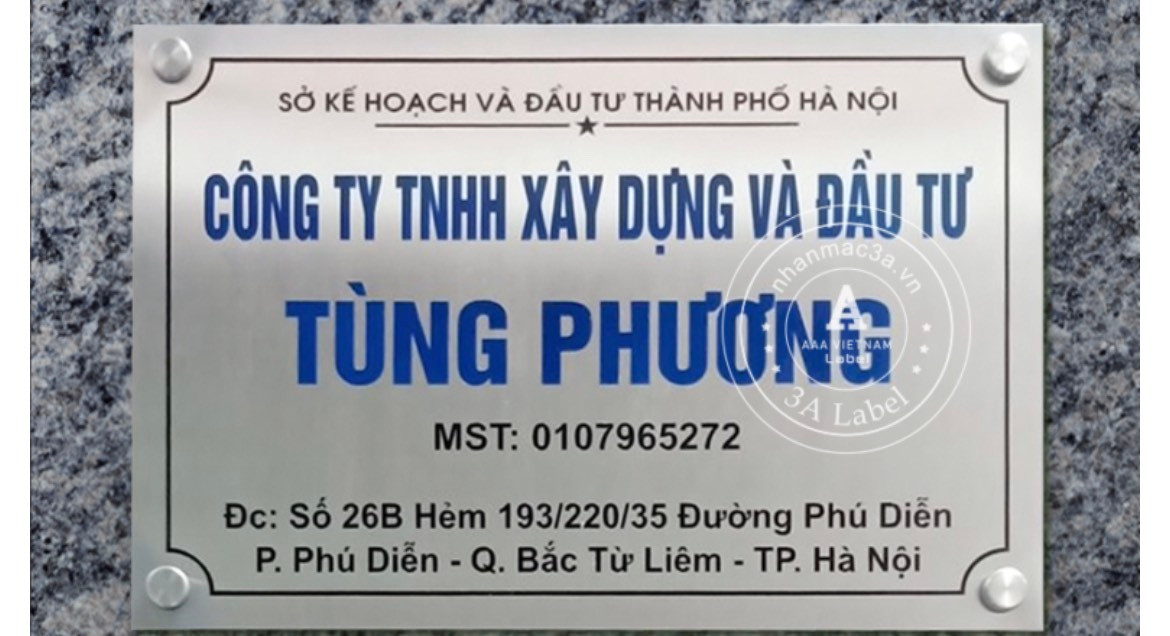 SỞ KẾ HOẠCH VÀ ĐẦU TƯ THÀNH PHỐ HÀ NỘI
CÔNG TY TNHH XÂY DỰNG VÀ ĐẦU TƯ
TÙNG PHƯƠNG
MST: 0107965272
Đc: Số 26B Hẻm 193/220/35 Đường Phú Diễn
P. Phú Diễn - Q. Bắc Từ Liêm - TP. Hà Nội
nhanmac3a.vn
A
AAA VIETNAM
Label
3A Label